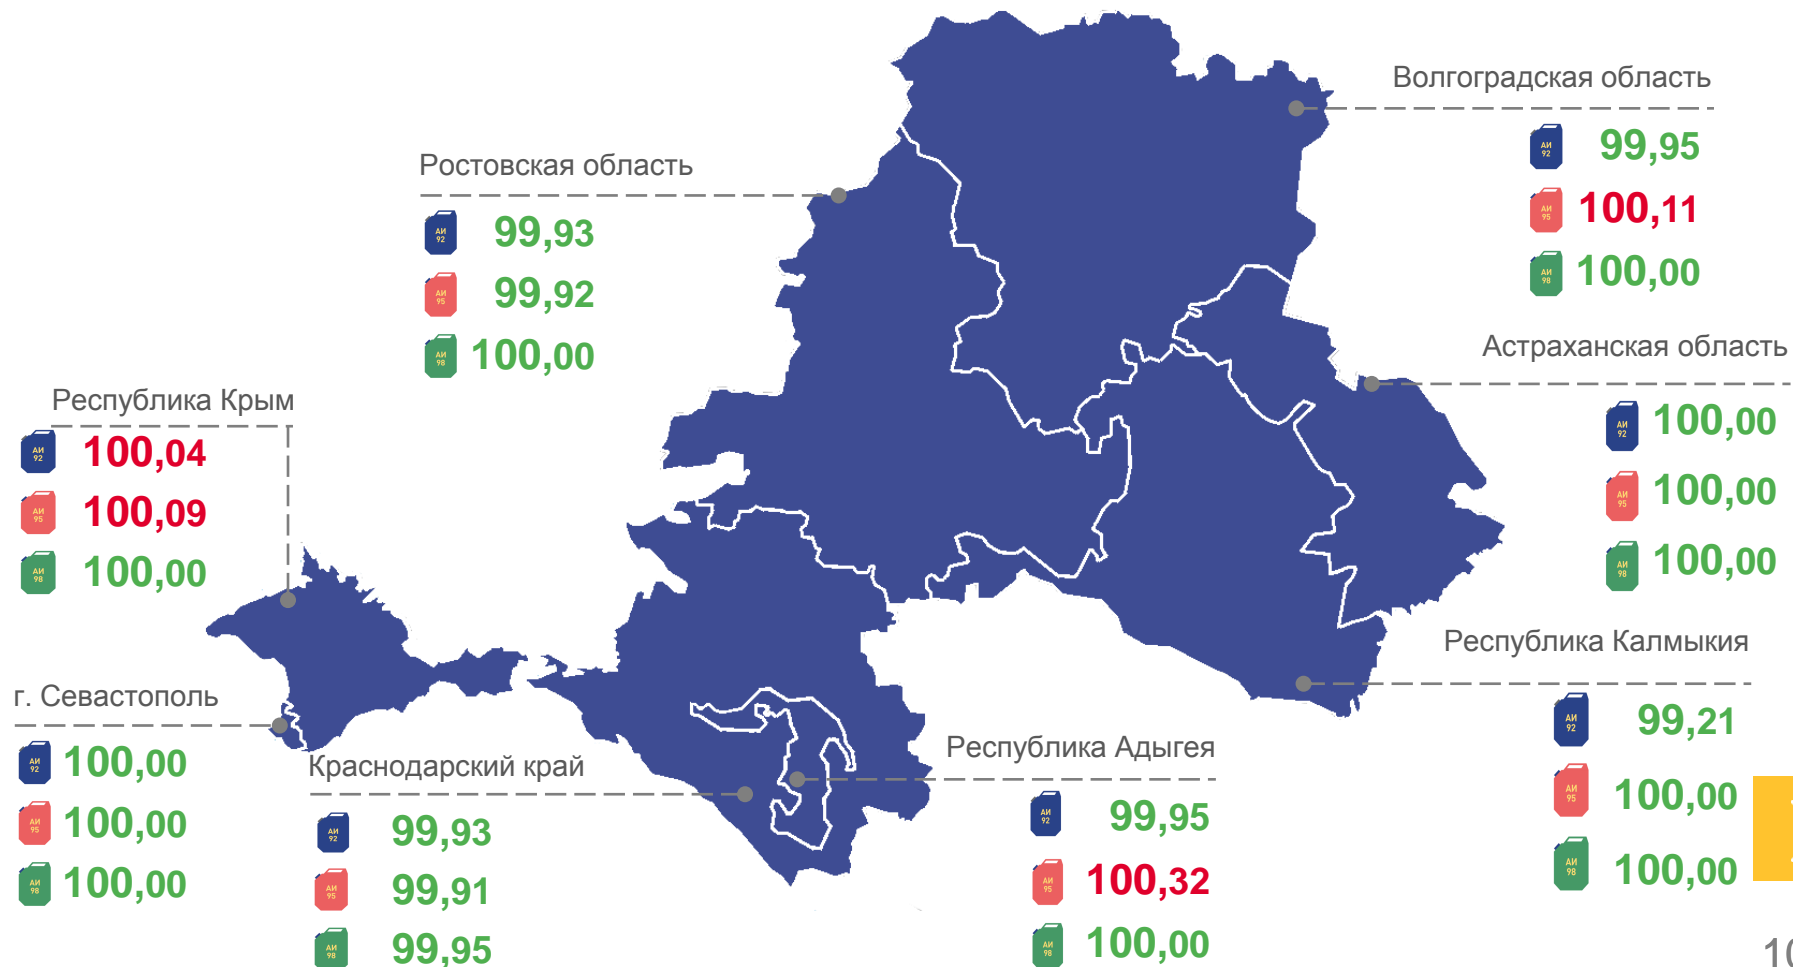 Волгоградская область
АИ 92 99,95
АИ 95 100,11
АИ 98 100,00
Ростовская область
АИ 92 99,93
АИ 95 99,92
АИ 98 100,00
Астраханская область
АИ 92 100,00
АИ 95 100,00
АИ 98 100,00
Республика Крым
АИ 92 100,04
АИ 95 100,09
АИ 98 100,00
Республика Калмыкия
АИ 92 99,21
АИ 95 100,00
АИ 98 100,00
г. Севастополь
АИ 92 100,00
АИ 95 100,00
АИ 98 100,00
Краснодарский край
АИ 92 99,93
АИ 95 99,91
АИ 98 99,95
Республика Адыгея
АИ 92 99,95
АИ 95 100,32
АИ 98 100,00